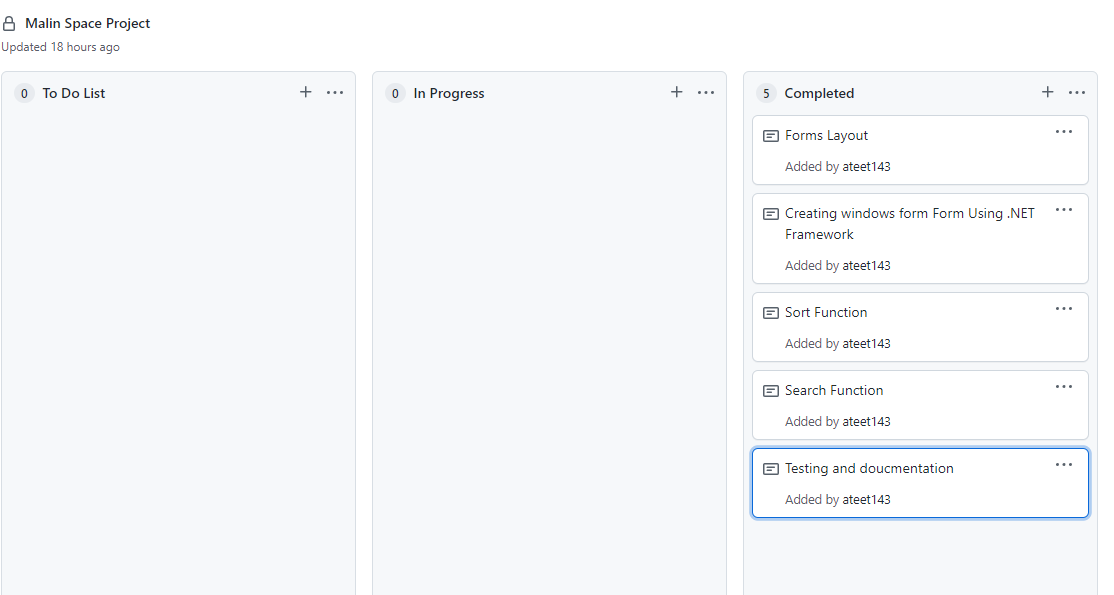 Malin Space Project
Updated 18 hours ago
0 To Do List
0 In Progress
5 Completed
Forms Layout
Added by ateet143
Creating windows form Form Using .NET
Framework
Added by ateet143
Sort Function
Added by ateet143
Search Function
Added by ateet143
Testing and doucmentation
Added by ateet143